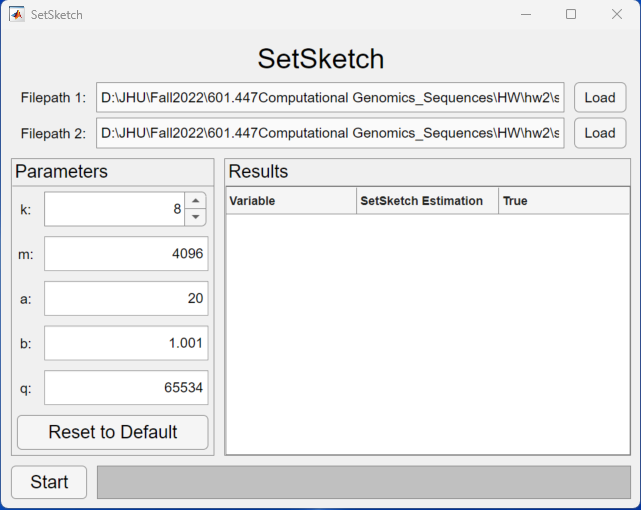 SetSketch
SetSketch
Filepath 1: D:\JHU\Fall2022\601.447Computational Genomics_Sequences\HW\hw2\s Load
Filepath 2: D:\JHU\Fall2022\601.447Computational Genomics_Sequences\HW\hw2\s Load
Parameters Results
Variable SetSketch Estimation True
k: 8
m: 4096
a: 20
b: 1.001
q: 65534
Reset to Default
Start